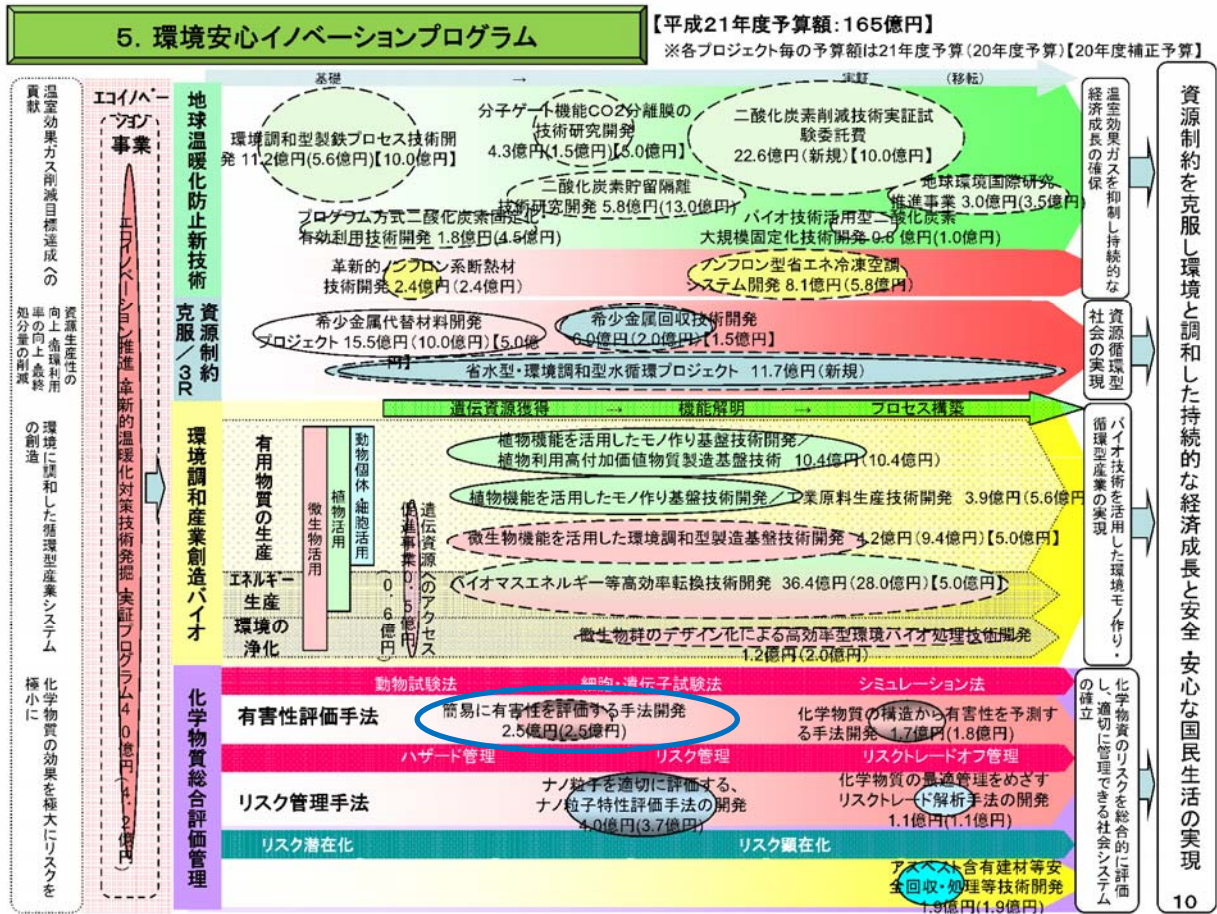 5. 環境安心イノベーションプログラム
【平成21年度予算額:165億円】
※各プロジェクト毎の予算額は21年度予算(20年度予算)【20年度補正予算】
温室効果ガス削減目標達成への
貢献
資源生産性の
向上・循環利用
率の向上・最終
処分量の削減
環境に調和した循環型産業システム
の創造
化学物質の効果を極大にリスクを
極小に
エコイノベー
ション
事業
エコイノベーション推進・革新的温暖化対策技術発掘・実証プログラム40億円(4.2億円)
地球温暖化防止新技術
基礎
→
実証
(移転)
環境調和型製鉄プロセス技術開
発 11.2億円(5.6億円)【10.0億円】
分子ゲート機能CO2分離膜の
技術研究開発
4.3億円(1.5億円)【5.0億円】
二酸化炭素削減技術実証試
験委託費
22.6億円(新規)【10.0億円】
二酸化炭素貯留隔離
技術研究開発 5.8億円(13.0億円)
地球環境国際研究
推進事業 3.0億円(3.5億円)
プログラム方式二酸化炭素固定化・
有効利用技術開発 1.8億円(4.5億円)
バイオ技術活用型二酸化炭素
大規模固定化技術開発 0.8億円(1.0億円)
革新的ノンフロン系断熱材
技術開発 2.4億円(2.4億円)
ノンフロン型省エネ冷凍空調
システム開発 8.1億円(5.8億円)
温室効果ガスを抑制し持続的な
経済成長の確保
資源制約
克服/3R
希少金属代替材料開発
プロジェクト 15.5億円(10.0億円)【5.0億
円】
希少金属回収技術開発
6.0億円(2.0億円)【1.5億円】
省水型・環境調和型水循環プロジェクト 11.7億円(新規)
資源循環型
社会の実現
環境調和産業創造バイオ
遺伝資源獲得 → 機能解明 → プロセス構築
有用物質の生産
エネルギー
生産
環境の
浄化
微生物活用
植物活用
動物個体・細胞活用
遺伝資源へのアクセス
促進事業0.5億円
(0.6億円)
植物機能を活用したモノ作り基盤技術開発/
植物利用高付加価値物質製造基盤技術 10.4億円(10.4億円)
植物機能を活用したモノ作り基盤技術開発/工業原料生産技術開発 3.9億円(5.6億円
微生物機能を活用した環境調和型製造基盤技術開発 4.2億円(9.4億円)【5.0億円】
バイオマスエネルギー等高効率転換技術開発 36.4億円(28.0億円)【5.0億円】
微生物群のデザイン化による高効率型環境バイオ処理技術開発
1.2億円(2.0億円)
バイオ技術を活用した環境モノ作り・
循環型産業の実現
化学物質総合評価管理
動物試験法
細胞・遺伝子試験法
シミュレーション法
有害性評価手法
簡易に有害性を評価する手法開発
2.5億円(2.5億円)
化学物質の構造から有害性を予測す
る手法開発 1.7億円(1.8億円)
ハザード管理
リスク管理
リスクトレードオフ管理
リスク管理手法
ナノ粒子を適切に評価する、
ナノ粒子特性評価手法の開発
4.0億円(3.7億円)
化学物質の最適管理をめざす
リスクトレード解析手法の開発
1.1億円(1.1億円)
リスク潜在化
リスク顕在化
アスベスト含有建材等安
全回収・処理等技術開発
1.9億円(1.9億円)
化学物資のリスクを総合的に評価
し、適切に管理できる社会システム
の確立
資源制約を克服し環境と調和した持続的な経済成長と安全・安心な国民生活の実現
10